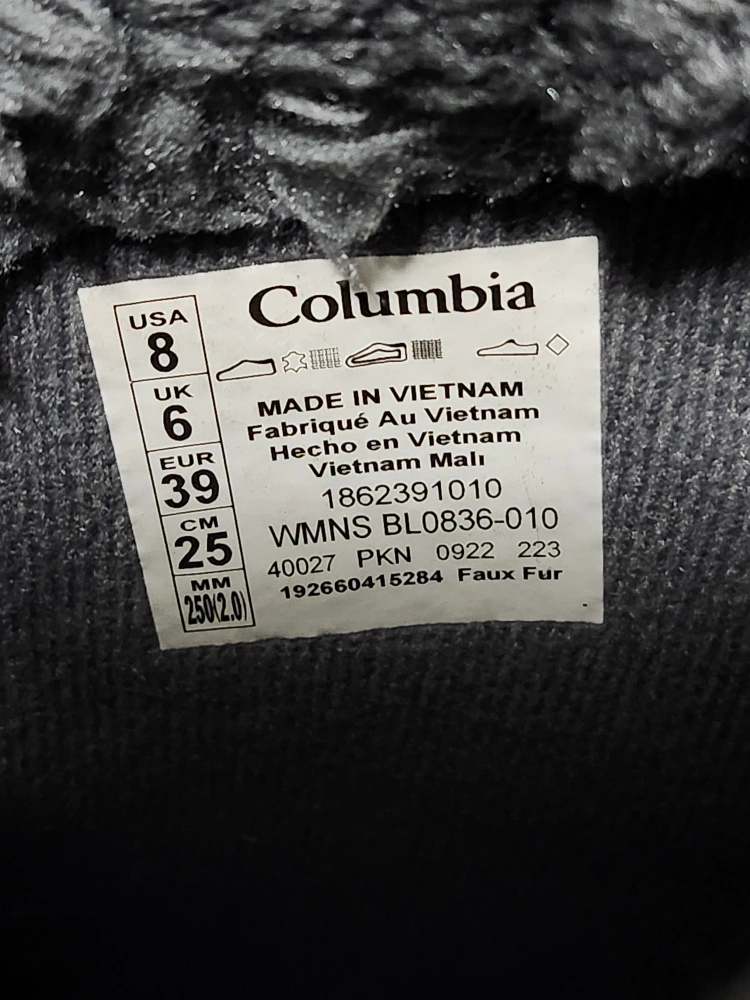 Columbia
USA
8
UK
6
EUR
39
CM
25
MM
250(2.0)
MADE IN VIETNAM
Fabriqué Au Vietnam
Hecho en Vietnam
Vietnam Malı
1862391010
WMNS BL0836-010
40027 PKN 0922 223
192660415284 Faux Fur